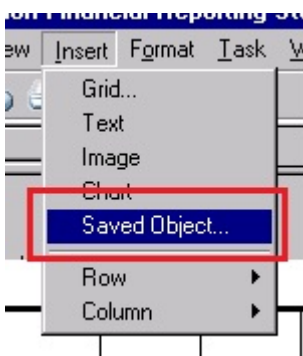 Financial Reporting
Insert Format Task
Grid...
Text
Image
Chart
Saved Object...
Row
Column